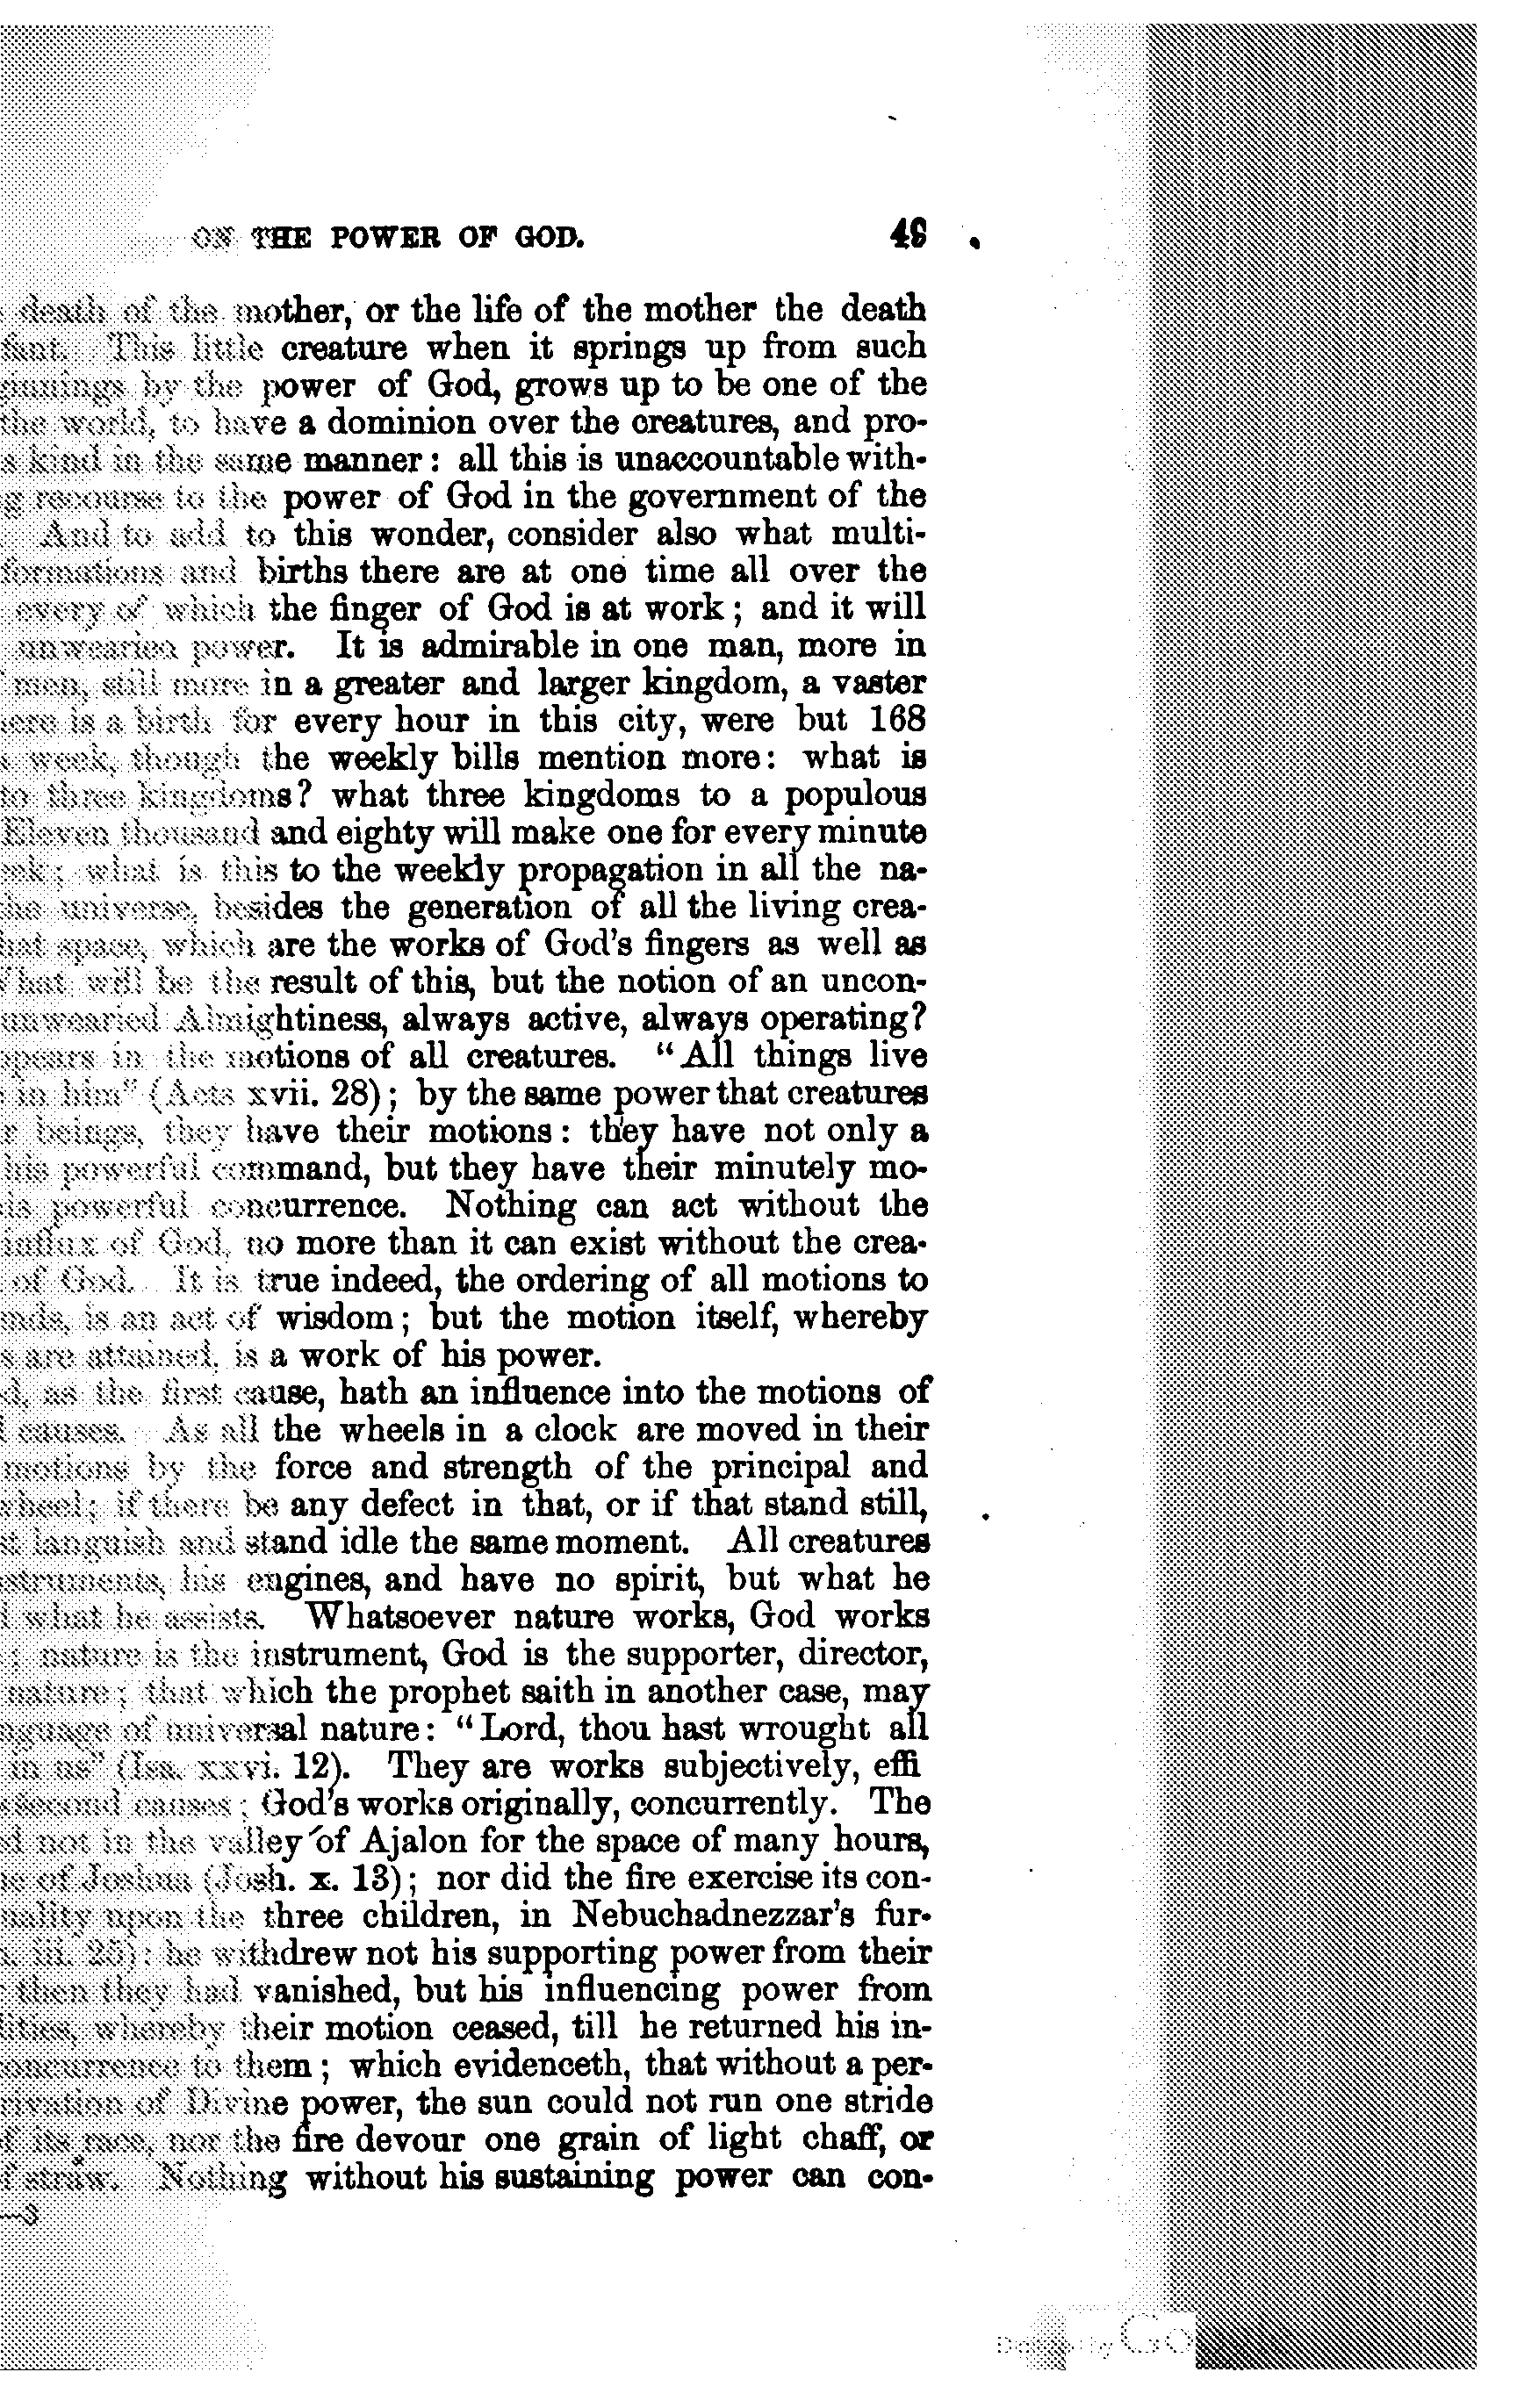 ON THE POWER OF GOD. 49
death of the mother, or the life of the mother the death
This little creature when it springs up from such
by the power of God, grows up to be one of the
the world, to have a dominion over the creatures, and pro-
kind in the same manner: all this is unaccountable with-
recourse to the power of God in the government of the
And to add to this wonder, consider also what multi-
formations and births there are at one time all over the
every of which the finger of God is at work; and it will
unwearied power. It is admirable in one man, more in
men, still more in a greater and larger kingdom, a vaster
is a birth for every hour in this city, were but 168
week, though the weekly bills mention more: what is
to three kingdoms? what three kingdoms to a populous
Eleven thousand and eighty will make one for every minute
what is this to the weekly propagation in all the na-
universe, besides the generation of all the living crea-
space, which are the works of God's fingers as well as
will be the result of this, but the notion of an uncon-
unwearied Almightiness, always active, always operating?
in the motions of all creatures. "All things live
in him" (Acts xvii. 28); by the same power that creatures
beings, they have their motions: they have not only a
his powerful command, but they have their minutely mo-
powerful concurrence. Nothing can act without the
influx of God, no more than it can exist without the crea-
of God. It is true indeed, the ordering of all motions to
is an act of wisdom; but the motion itself, whereby
are attained, is a work of his power.
as the first cause, hath an influence into the motions of
causes. As all the wheels in a clock are moved in their
motions by the force and strength of the principal and
if there be any defect in that, or if that stand still,
languish and stand idle the same moment. All creatures
his engines, and have no spirit, but what he
what he assists. Whatsoever nature works, God works
nature is the instrument, God is the supporter, director,
nature; that which the prophet saith in another case, may
of universal nature: "Lord, thou hast wrought all
in us" (Isa. xxvi. 12). They are works subjectively, effi
second causes; God's works originally, concurrently. The
not in the valley of Ajalon for the space of many hours,
of Joshua (Josh. x. 13); nor did the fire exercise its con-
upon the three children, in Nebuchadnezzar's fur-
iii. 25): he withdrew not his supporting power from their
then they had vanished, but his influencing power from
whereby their motion ceased, till he returned his in-
to them; which evidenceth, that without a per-
of Divine power, the sun could not run one stride
its race, nor the fire devour one grain of light chaff, or
straw. Nothing without his sustaining power can con-
—3